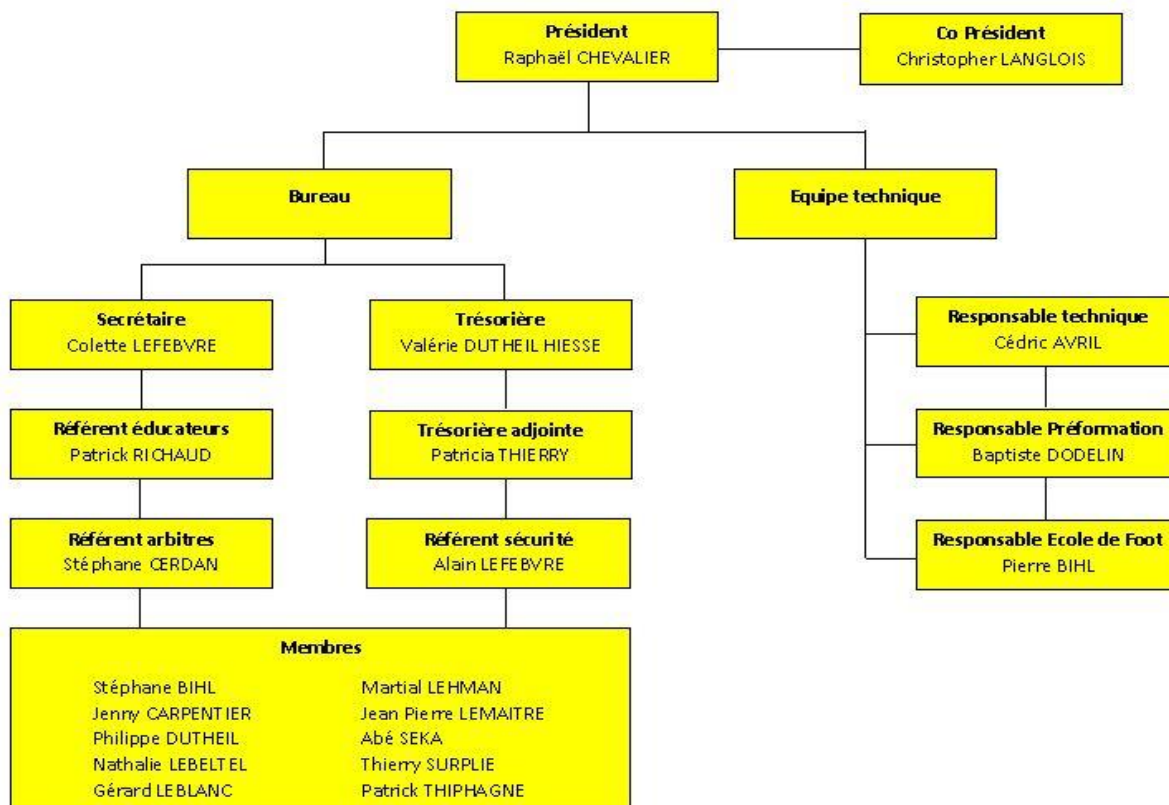 Président
Raphaël CHEVALIER
Co Président
Christopher LANGLOIS
Bureau
Equipe technique
Secrétaire
Colette LEFEBVRE
Trésorière
Valérie DUTHEIL HIESSE
Responsable technique
Cédric AVRIL
Référent éducateurs
Patrick RICHAUD
Trésorière adjointe
Patricia THIERRY
Responsable Préformation
Baptiste DODELIN
Référent arbitres
Stéphane CERDAN
Référent sécurité
Alain LEFEBVRE
Responsable Ecole de Foot
Pierre BIHL
Membres
Stéphane BIHL
Jenny CARPENTIER
Philippe DUTHEIL
Nathalie LEBELTEL
Gérard LEBLANC
Martial LEHMAN
Jean Pierre LEMAITRE
Abé SEKA
Thierry SURPLIE
Patrick THIPHAGNE